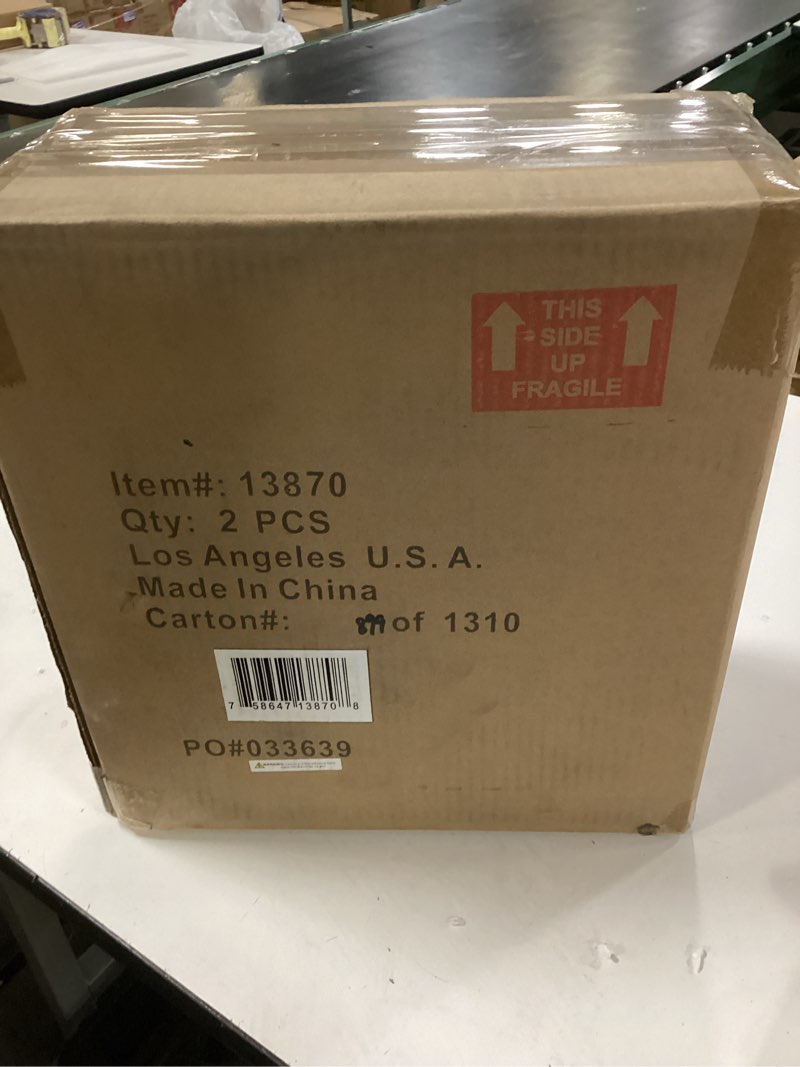 THIS
SIDE
UP
FRAGILE
Item#: 13870
Qty: 2 PCS
Los Angeles U.S.A.
Made In China
Carton#: of 1310
7 58647 13870 8
PO#033639